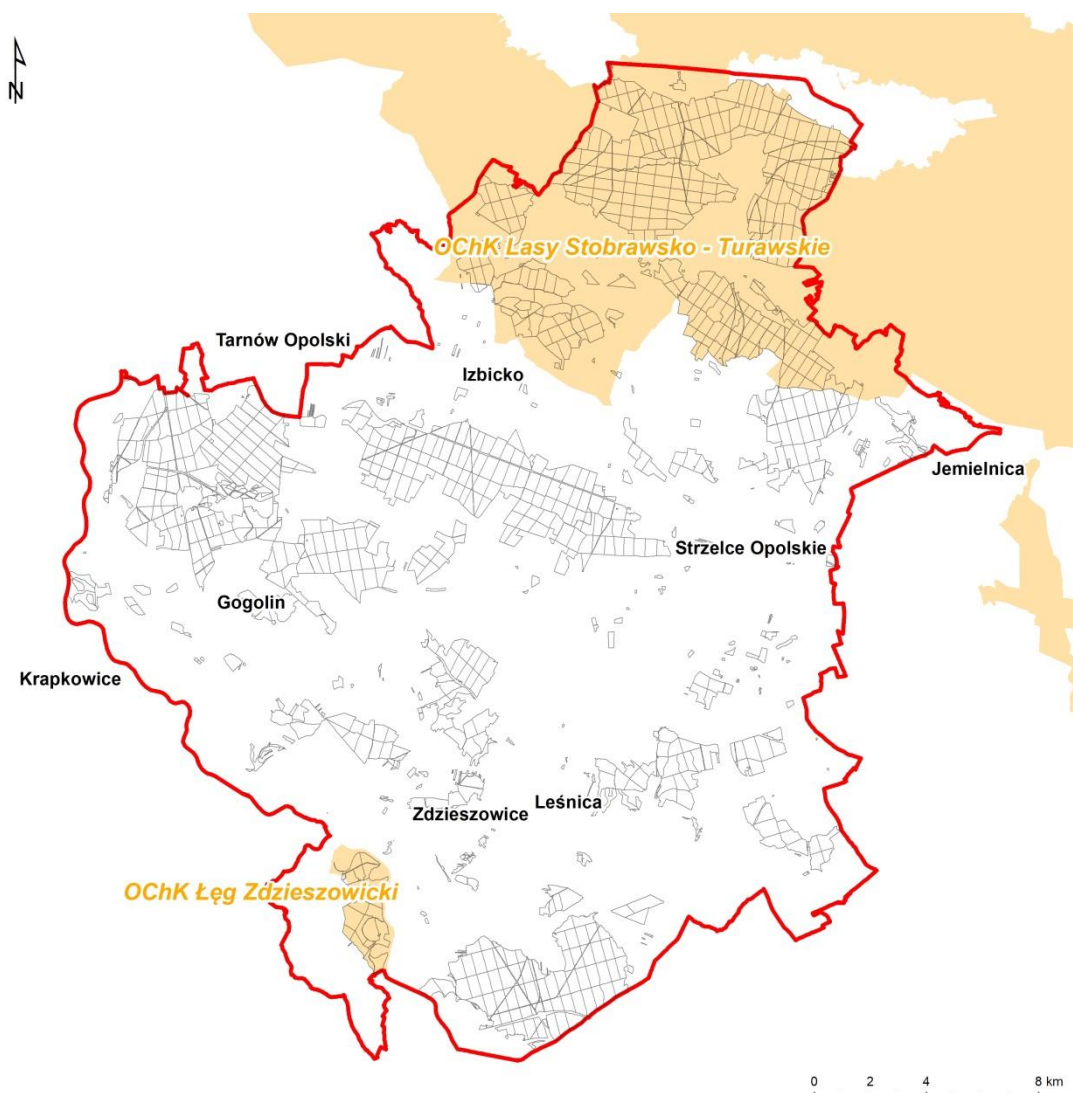 N
OChK Lasy Stobrawsko - Turawskie
Tarnów Opolski
Izbicko
Jemielnica
Strzelce Opolskie
Gogolin
Krapkowice
Zdzieszowice
Leśnica
OChK Łęg Zdzieszowicki
0 2 4 8 km